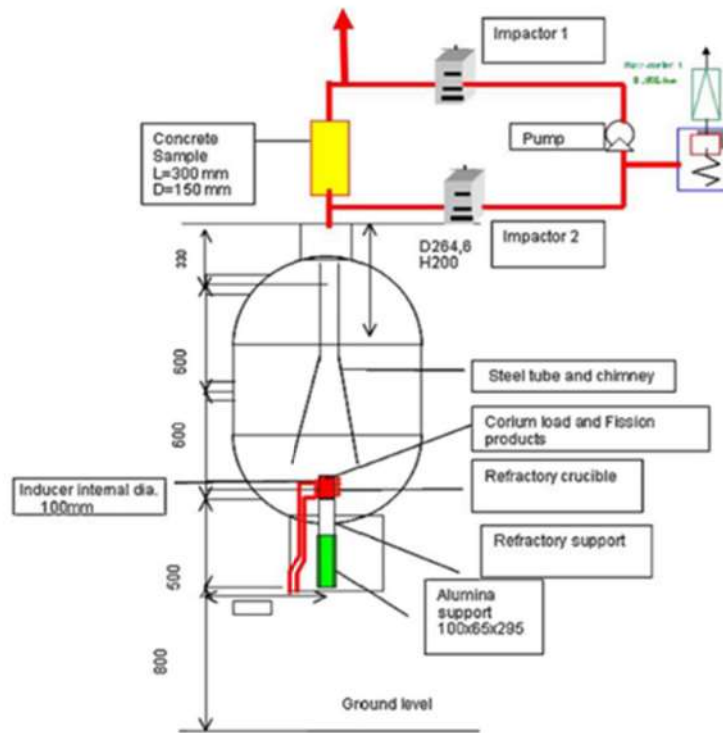 Impactor 1
Concrete
Sample
L=300 mm
D=150 mm
Pump
Impactor 2
D264,6
H200
330
600
Steel tube and chimney
600
Corium load and Fission
products
Inducer internal dia.
100mm
Refractory crucible
Refractory support
500
Alumina
support
100x65x295
800
Ground level